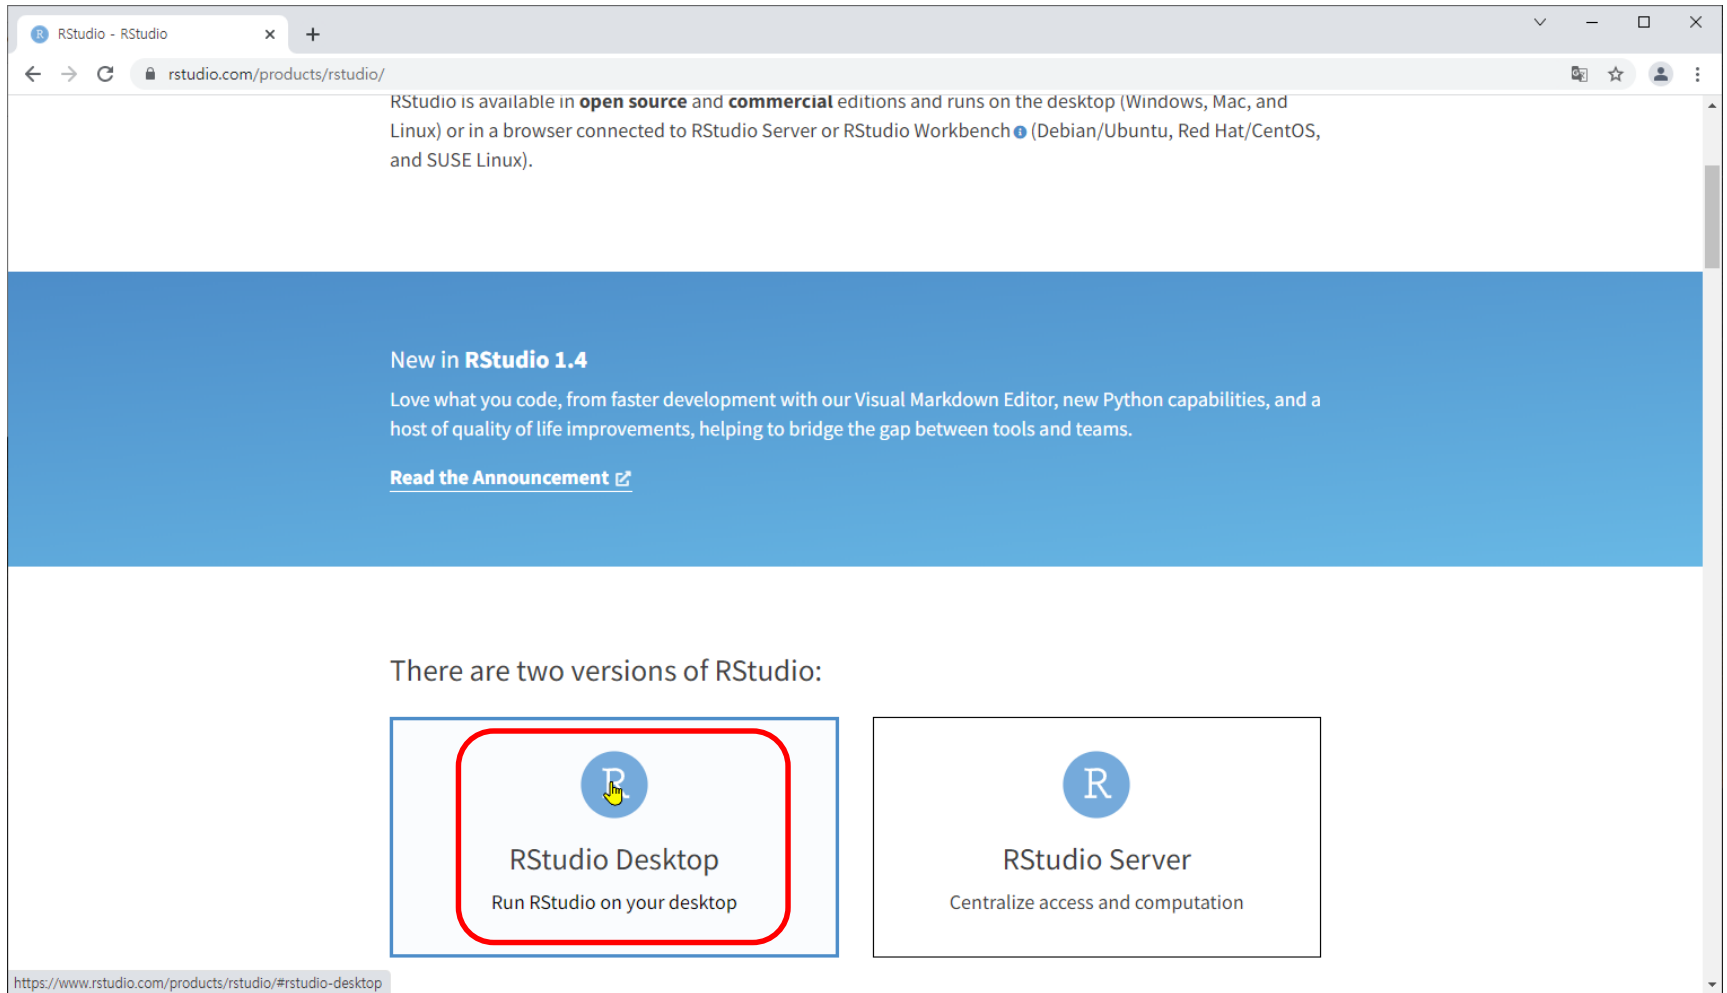 RStudio - RStudio
rstudio.com/products/rstudio/
RStudio is available in open source and commercial editions and runs on the desktop (Windows, Mac, and
Linux) or in a browser connected to RStudio Server or RStudio Workbench (Debian/Ubuntu, Red Hat/CentOS,
and SUSE Linux).
New in RStudio 1.4
Love what you code, from faster development with our Visual Markdown Editor, new Python capabilities, and a
host of quality of life improvements, helping to bridge the gap between tools and teams.
Read the Announcement
There are two versions of RStudio:
R
RStudio Desktop
Run RStudio on your desktop
R
RStudio Server
Centralize access and computation
https://www.rstudio.com/products/rstudio/#rstudio-desktop